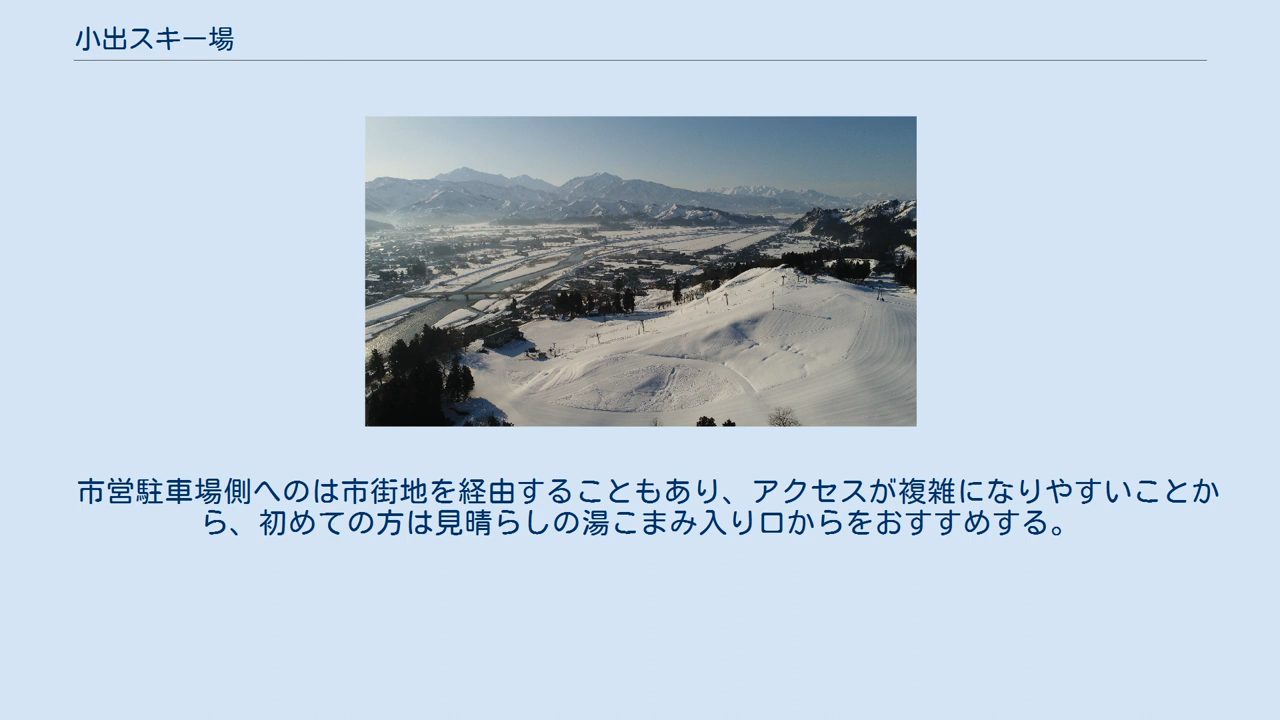 小出スキー場
市営駐車場側へのは市街地を経由することもあり、アクセスが複雑になりやすいことか
ら、初めての方は見晴らしの湯こまみ入り口からをおすすめする。